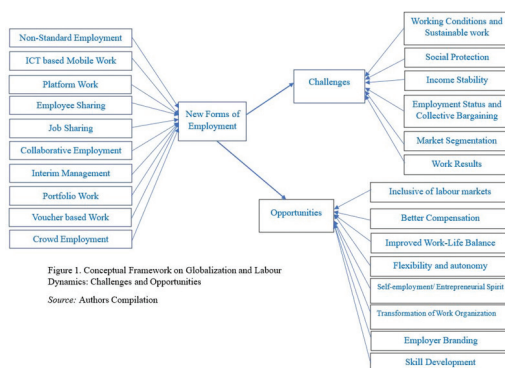 Non-Standard Employment
ICT based Mobile Work
Platform Work
Employee Sharing
Job Sharing
Collaborative Employment
Interim Management
Portfolio Work
Voucher based Work
Crowd Employment
New Forms of
Employment
Challenges
Opportunities
Working Conditions and
Sustainable work
Social Protection
Income Stability
Employment Status and
Collective Bargaining
Market Segmentation
Work Results
Inclusive of labour markets
Better Compensation
Improved Work-Life Balance
Flexibility and autonomy
Self-employment/ Entrepreneurial Spirit
Transformation of Work Organization
Employer Branding
Skill Development
Figure 1. Conceptual Framework on Globalization and Labour
Dynamics: Challenges and Opportunities
Source: Authors Compilation